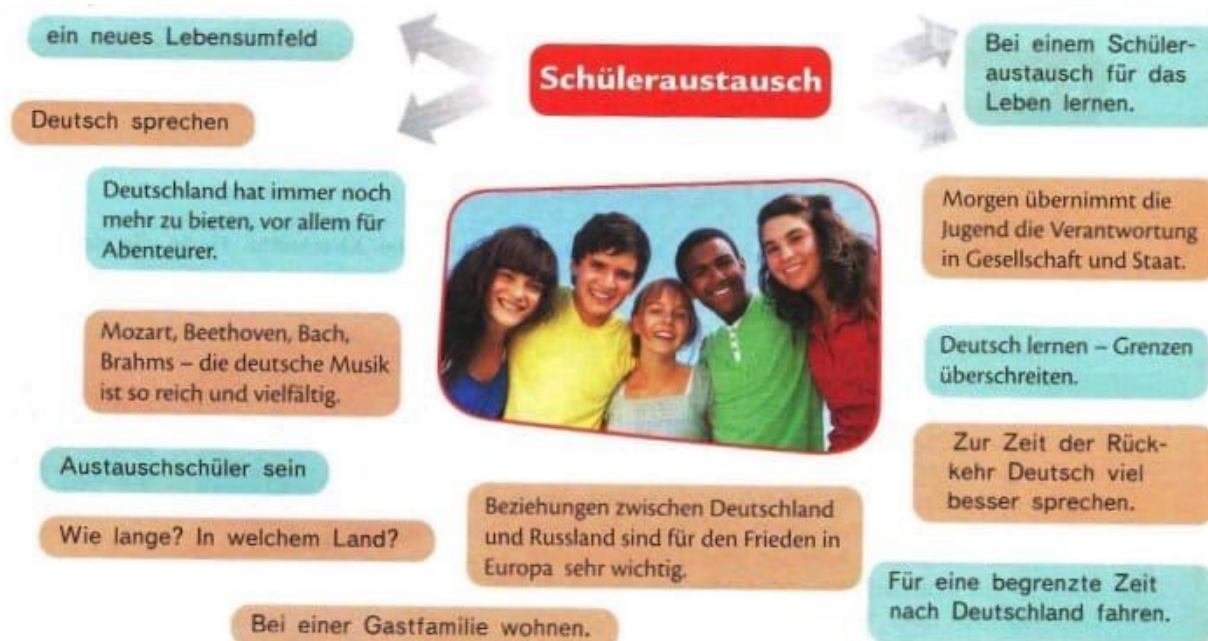 ein neues Lebensumfeld
Schüleraustausch
Bei einem Schüler-
austausch für das
Leben lernen.
Deutsch sprechen
Deutschland hat immer noch
mehr zu bieten, vor allem für
Abenteurer.
Morgen übernimmt die
Jugend die Verantwortung
in Gesellschaft und Staat.
Mozart, Beethoven, Bach,
Brahms – die deutsche Musik
ist so reich und vielfältig.
Deutsch lernen – Grenzen
überschreiten.
Austauschschüler sein
Zur Zeit der Rück-
kehr Deutsch viel
besser sprechen.
Wie lange? In welchem Land?
Beziehungen zwischen Deutschland
und Russland sind für den Frieden in
Europa sehr wichtig.
Für eine begrenzte Zeit
nach Deutschland fahren.
Bei einer Gastfamilie wohnen.